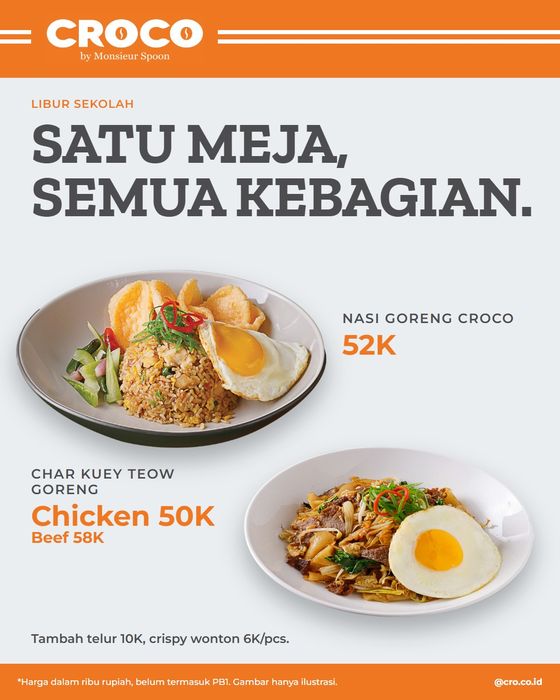 CROCO
by Monsieur Spoon
LIBUR SEKOLAH
SATU MEJA,
SEMUA KEBAGIAN.
NASI GORENG CROCO
52K
CHAR KUEY TEOW
GORENG
Chicken 50K
Beef 58K
Tambah telur 10K, crispy wonton 6K/pcs.
*Harga dalam ribu rupiah, belum termasuk PB1. Gambar hanya ilustrasi.
@cro.co.id